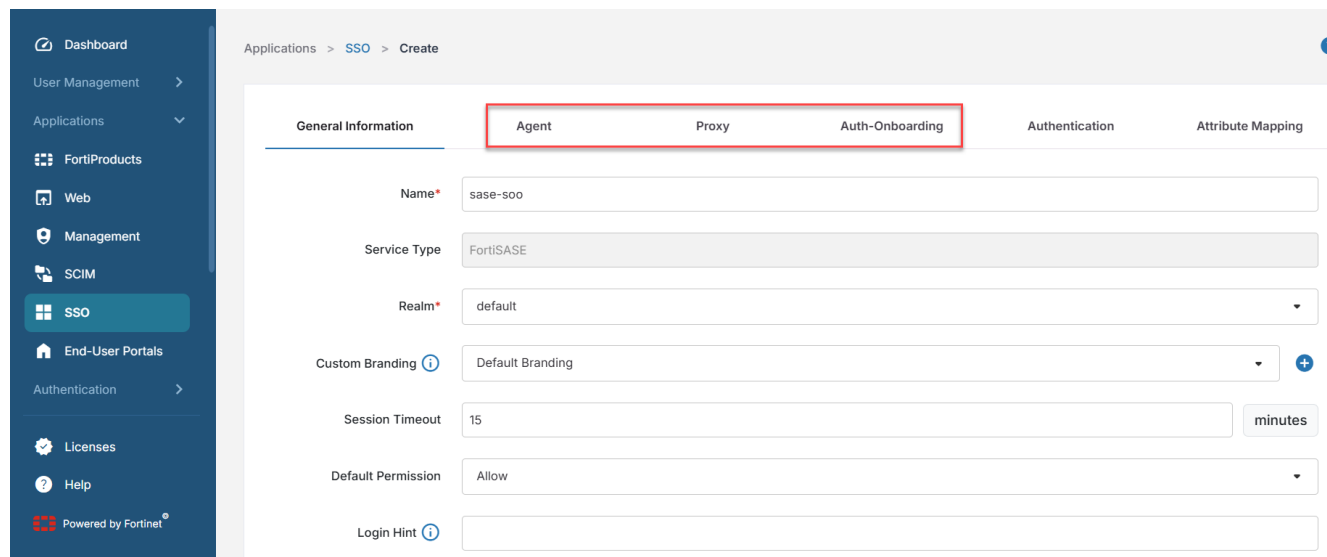 Dashboard
User Management
Applications
FortiProducts
Web
Management
SCIM
SSO
End-User Portals
Authentication
Licenses
Help
Powered by Fortinet
Applications > SSO > Create
General Information Agent Proxy Auth-Onboarding Authentication Attribute Mapping
Name* sase-soo
Service Type FortiSASE
Realm* default
Custom Branding Default Branding
Session Timeout 15 minutes
Default Permission Allow
Login Hint